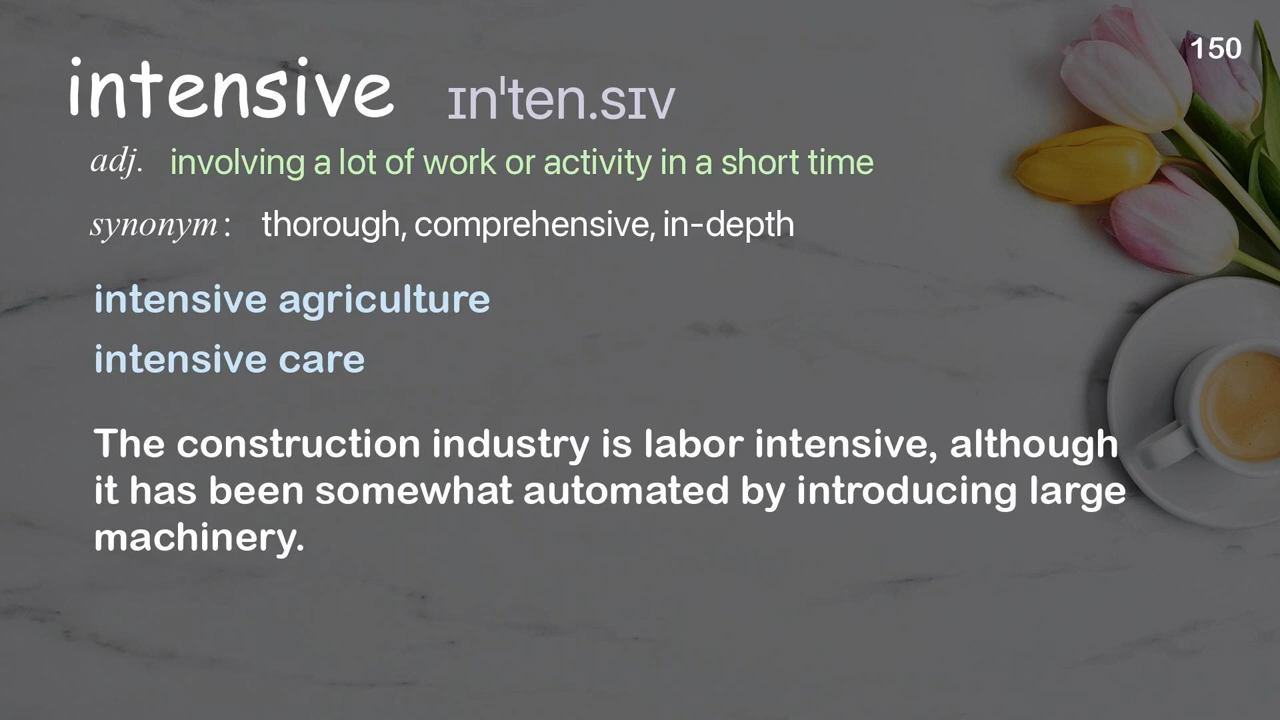 150
intensive ɪnˈten.sɪv
adj. involving a lot of work or activity in a short time
synonym: thorough, comprehensive, in-depth
intensive agriculture
intensive care
The construction industry is labor intensive, although
it has been somewhat automated by introducing large
machinery.